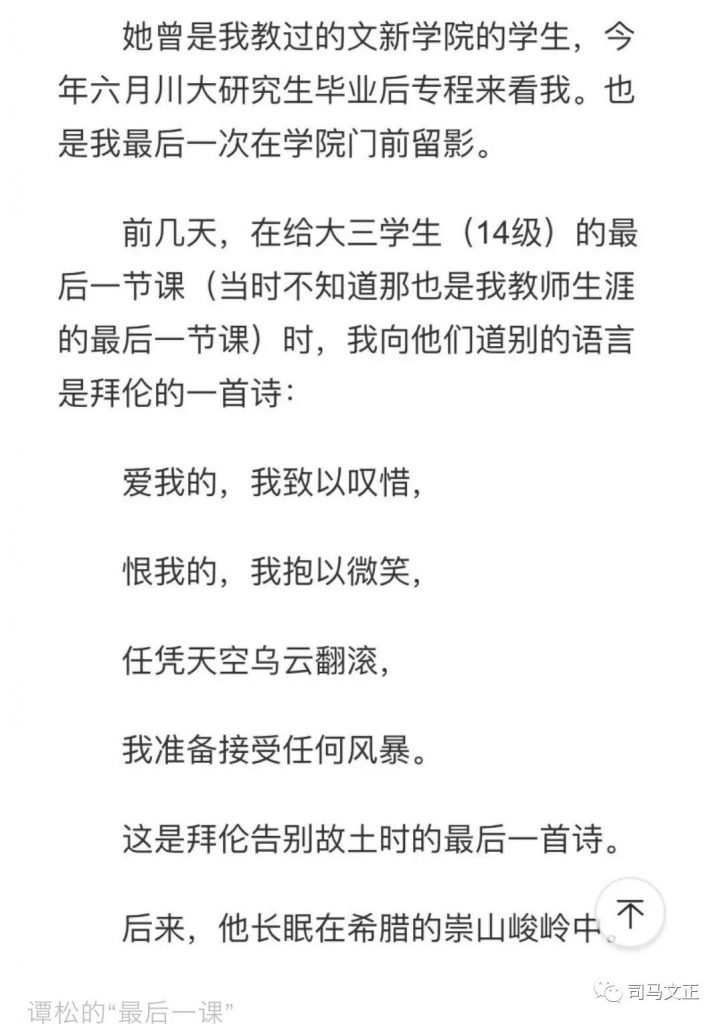 她曾是我教过的文新学院的学生，今
年六月川大研究生毕业后专程来看我。也
是我最后一次在学院门前留影。
前几天，在给大三学生（14级）的最
后一节课（当时不知道那也是我教师生涯
的最后一节课）时，我向他们道别的语言
是拜伦的一首诗：
爱我的，我致以叹惜，
恨我的，我抱以微笑，
任凭天空乌云翻滚，
我准备接受任何风暴。
这是拜伦告别故土时的最后一首诗。
后来，他长眠在希腊的崇山峻岭中。
司马文正
谭松的“最后一课”